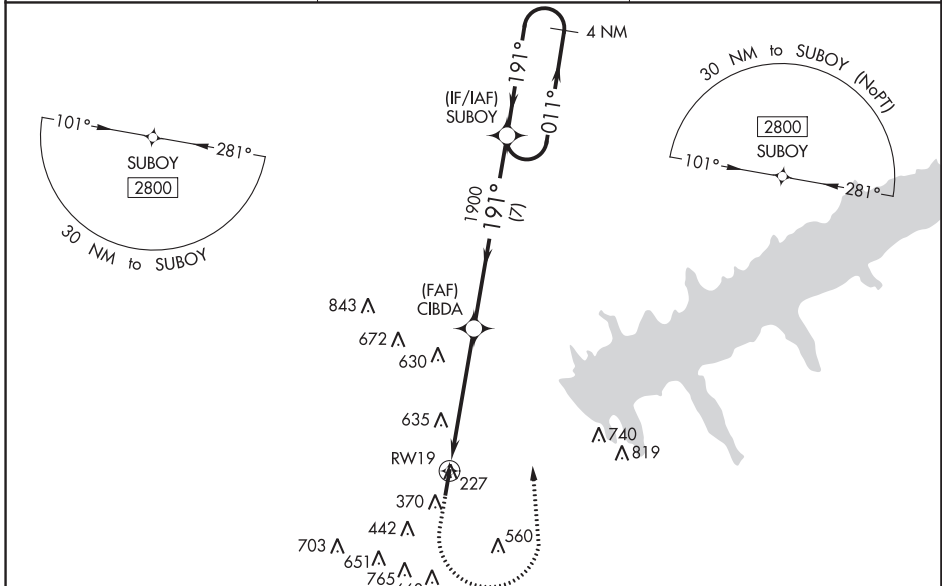 4 NM
191°
011°
(IF/IAF)
SUBOY
101°
281°
SUBOY
2800
30 NM to SUBOY
30 NM to SUBOY (NoPT)
2800
SUBOY
101°
281°
1900
191°
(7)
(FAF)
CIBDA
843
672
630
635
740
819
RW19
227
370
442
560
703
651
765